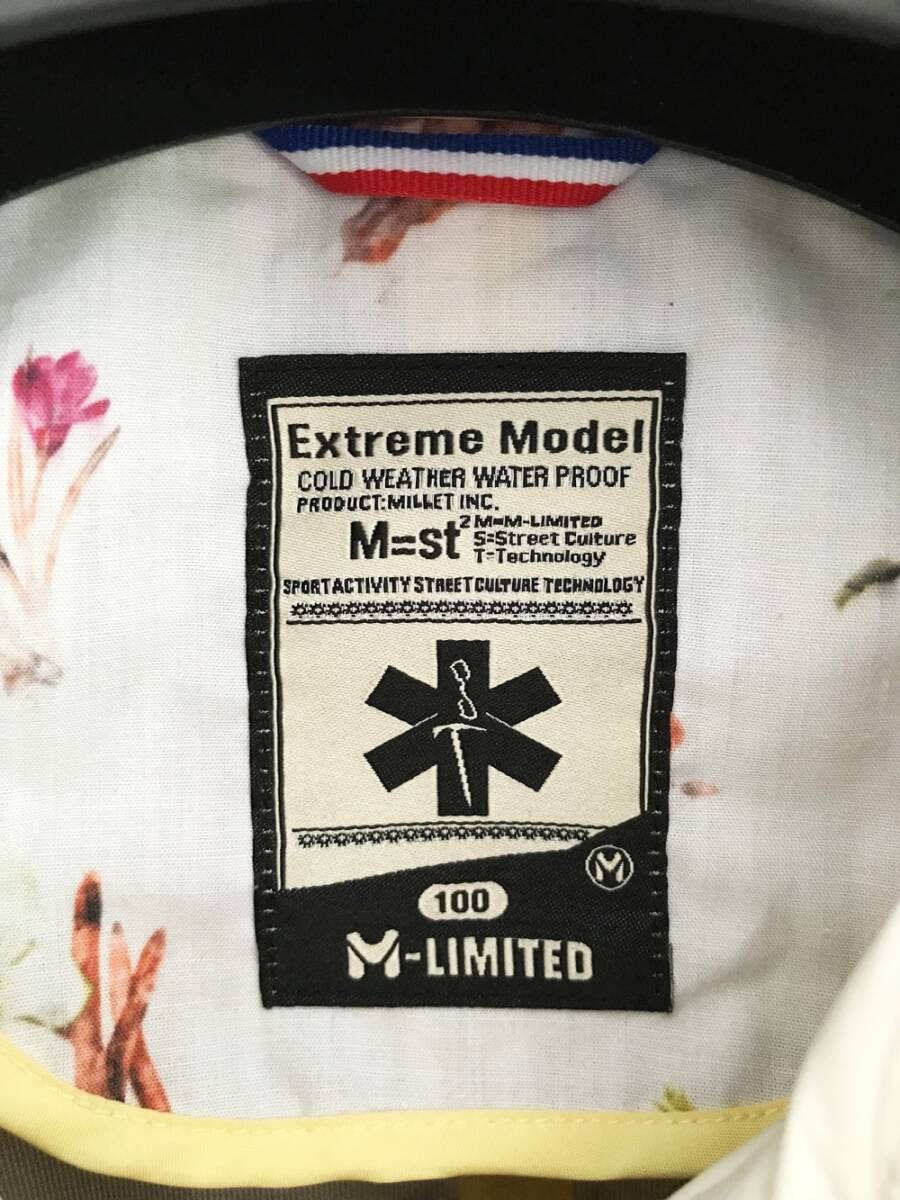 Extreme Model
COLD WEATHER WATER PROOF
PRODUCT:MILLET INC.
M=st²
M=M-LIMITED
S=Street Culture
T=Technology
SPORT ACTIVITY STREET CULTURE TECHNOLOGY
M
100
M-LIMITED